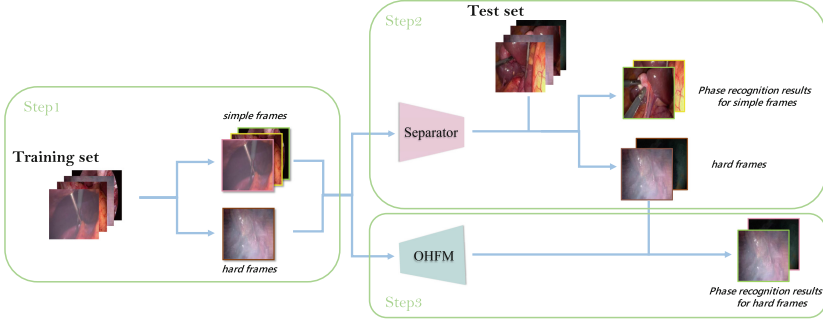 Step1
Training set
simple frames
hard frames
Step2
Test set
Separator
Phase recognition results
for simple frames
hard frames
OHFM
Phase recognition results
for hard frames
Step3